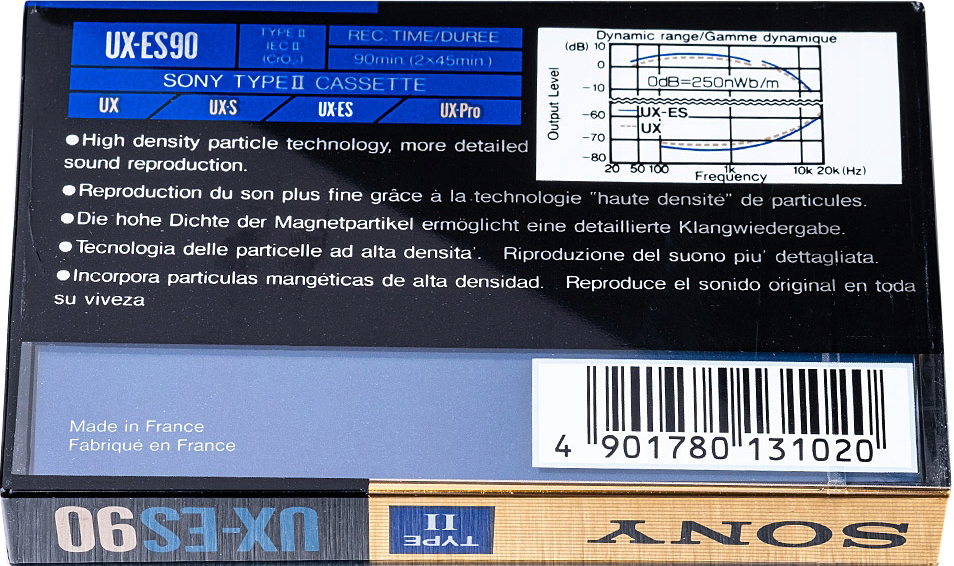 UX-ES90
TYPE II
IEC II
(CrO₂)
REC. TIME/DUREE
90min.(2×45min.)
SONY TYPE II CASSETTE
UX UX-S UX-ES UX-Pro
●High density particle technology, more detailed
sound reproduction.
●Reproduction du son plus fine grâce à la technologie "haute densité" de particules.
●Die hohe Dichte der Magnetpartikel ermöglicht eine detaillierte Klangwiedergabe.
●Tecnologia delle particelle ad alta densita'. Riproduzione del suono piu' dettagliata.
●Incorpora partículas mangéticas de alta densidad. Reproduce el sonido original en toda
su viveza
Dynamic range/Gamme dynamique
(dB)
10
0
-10
-60
-70
-80
Output Level
0dB=250nWb/m
UX-ES
UX
20 50 100 1k 10k 20k (Hz)
Frequency
Made in France
Fabriqué en France
4 901780 131020
UX-ES90
TYPE II
SONY